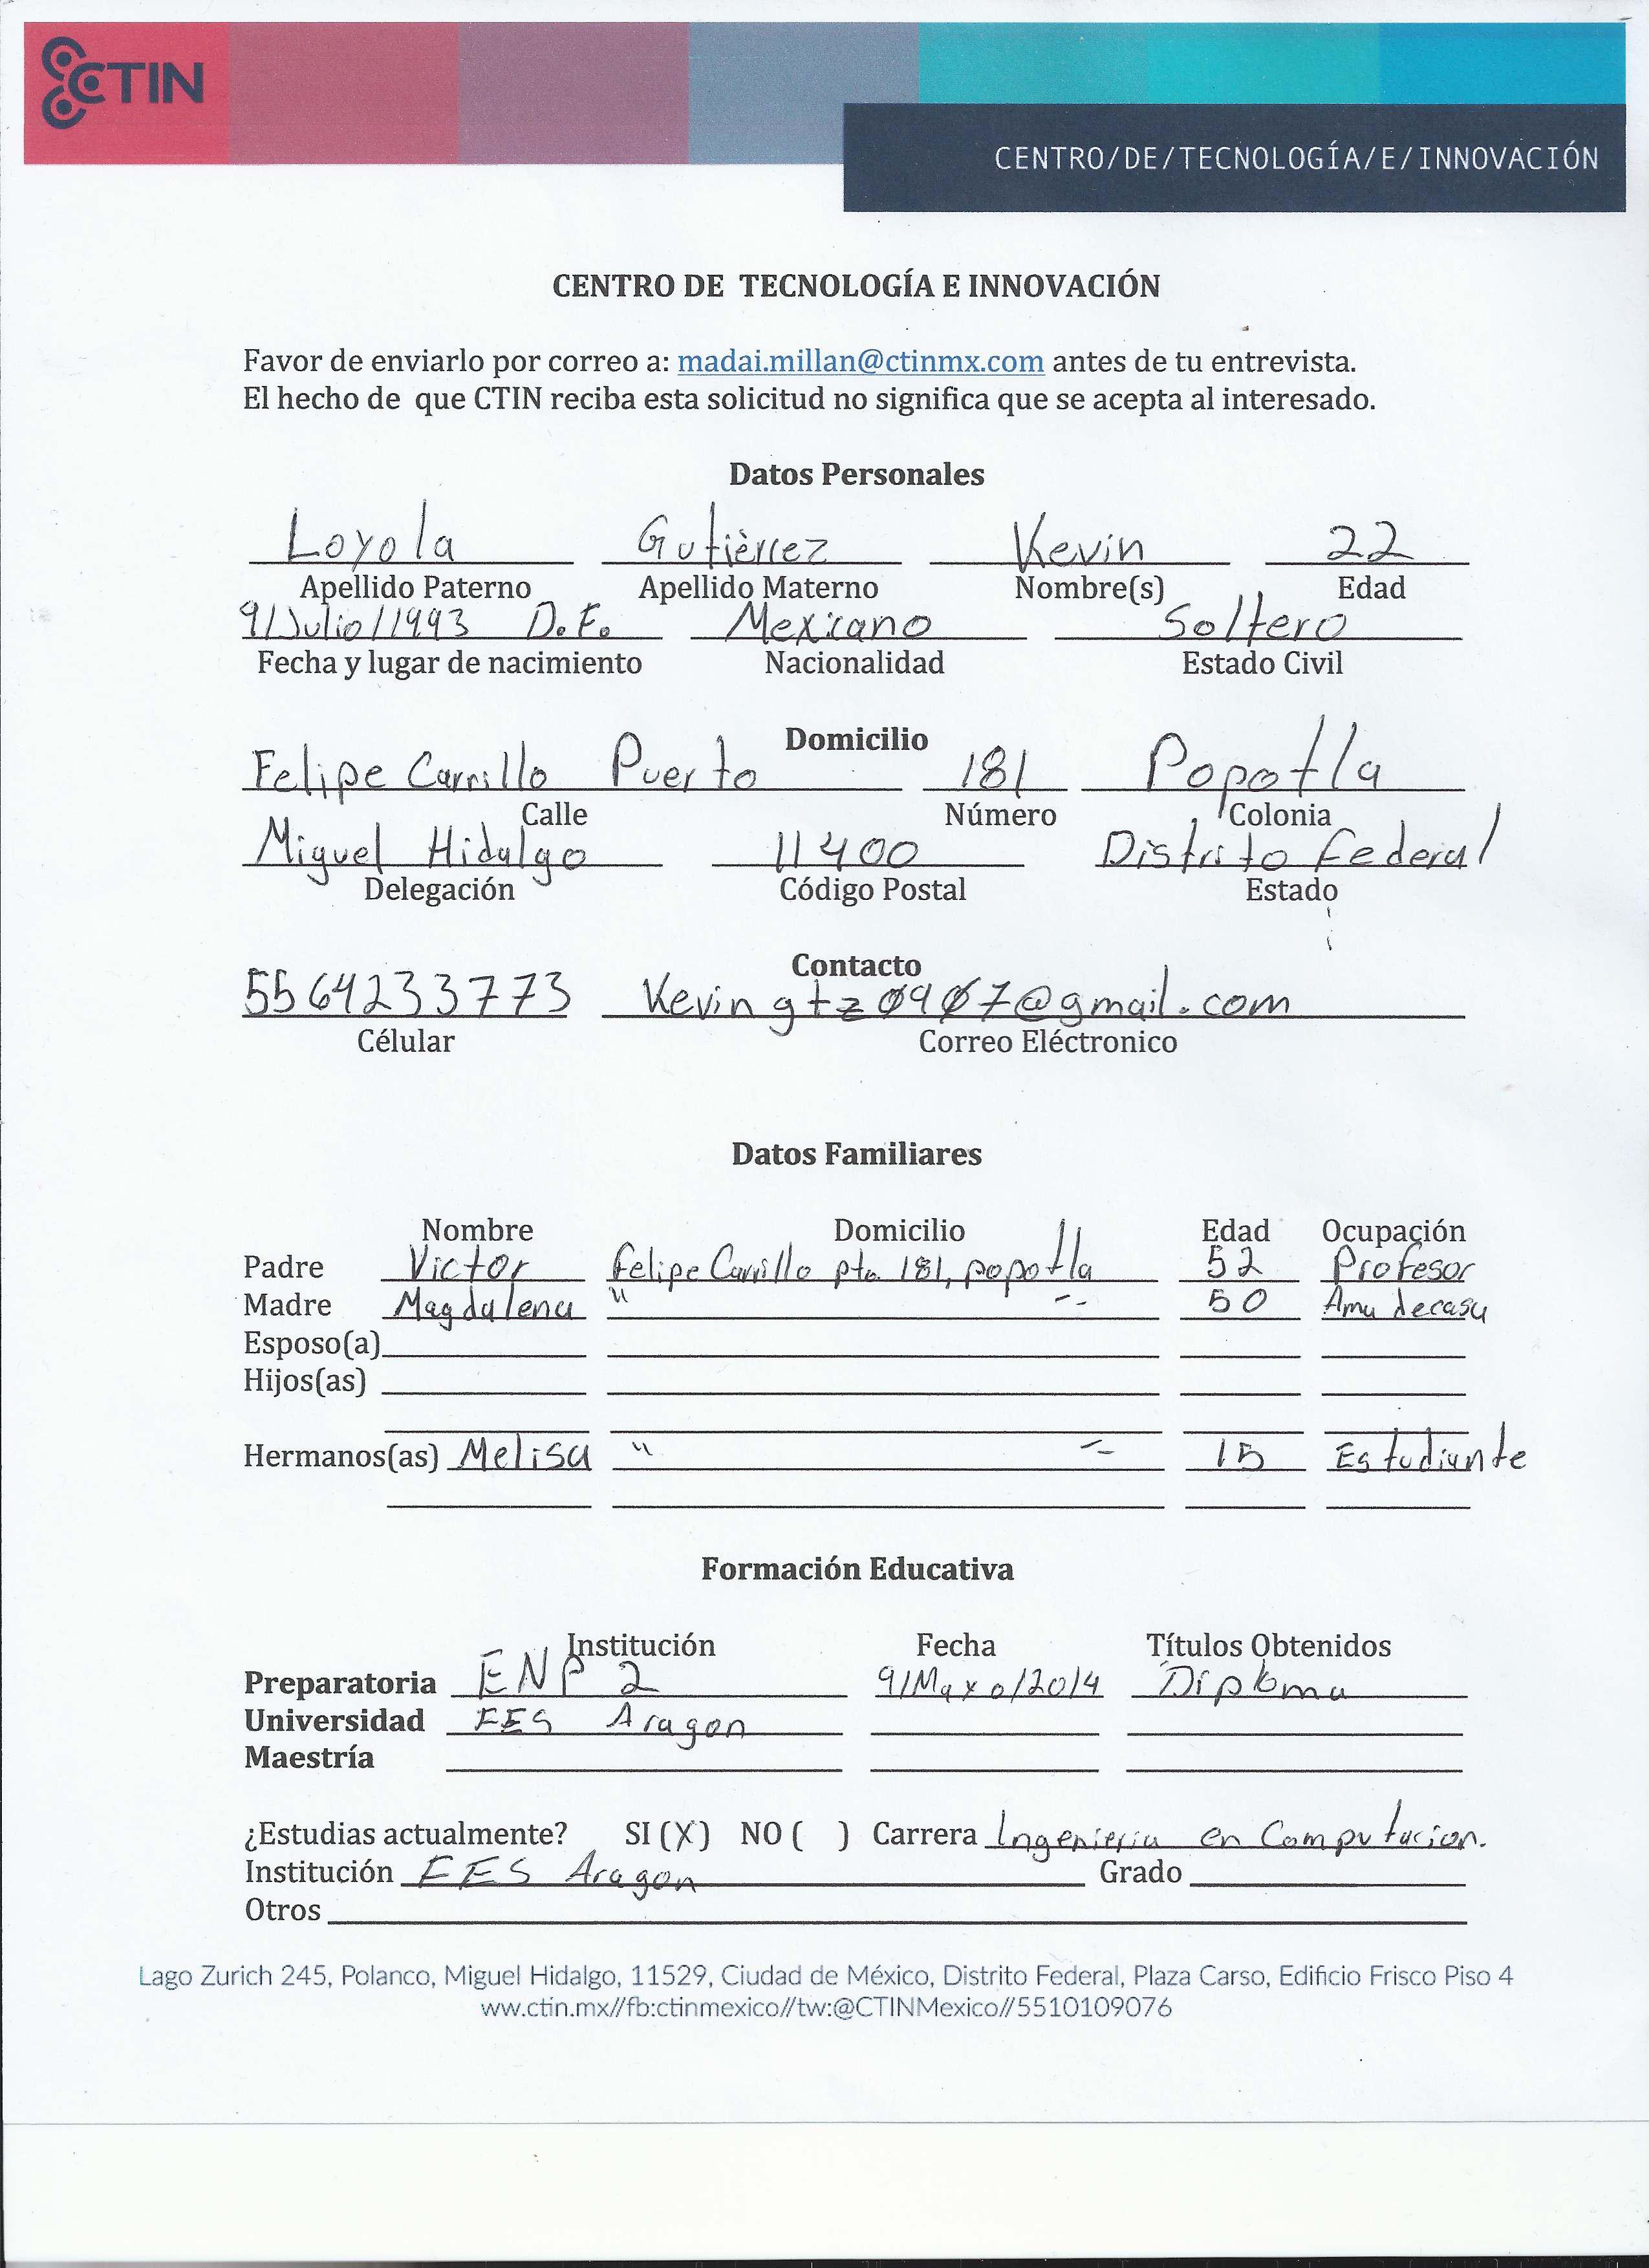 CTIN
CENTRO/DE/TECNOLOGÍA/E/INNOVACIÓN
CENTRO DE TECNOLOGÍA E INNOVACIÓN
Favor de enviarlo por correo a: madai.millan@ctinmx.com antes de tu entrevista.
El hecho de que CTIN reciba esta solicitud no significa que se acepta al interesado.
Datos Personales
Loyola Gutièrrez Kevin 22
Apellido Paterno Apellido Materno Nombre(s) Edad
9/Julio/1993 D.F. Mexicano Soltero
Fecha y lugar de nacimiento Nacionalidad Estado Civil
Domicilio
Felipe Carrillo Puerto 181 Popotla
Calle Número Colonia
Miguel Hidalgo 11400 Distrito Federal
Delegación Código Postal Estado
Contacto
5564233773 Kevingtz0907@gmail.com
Célular Correo Eléctronico
Datos Familiares
Nombre Domicilio Edad Ocupación
Padre Victor Felipe Carrillo pto. 181, popotla 52 Profesor
Madre Magdalena " -- 50 Ama de casa
Esposo(a)
Hijos(as)
Hermanos(as) Melisa " -- 15 Estudiante
Formación Educativa
Institución Fecha Títulos Obtenidos
Preparatoria ENP 2 9/Mayo/2014 Diploma
Universidad FES Aragon
Maestría
¿Estudias actualmente? SI (X) NO ( ) Carrera Ingenieria en Computacion.
Institución FES Aragon Grado
Otros
Lago Zurich 245, Polanco, Miguel Hidalgo, 11529, Ciudad de México, Distrito Federal, Plaza Carso, Edificio Frisco Piso 4
ww.ctin.mx//fb:ctinmexico//tw:@CTINMexico//5510109076